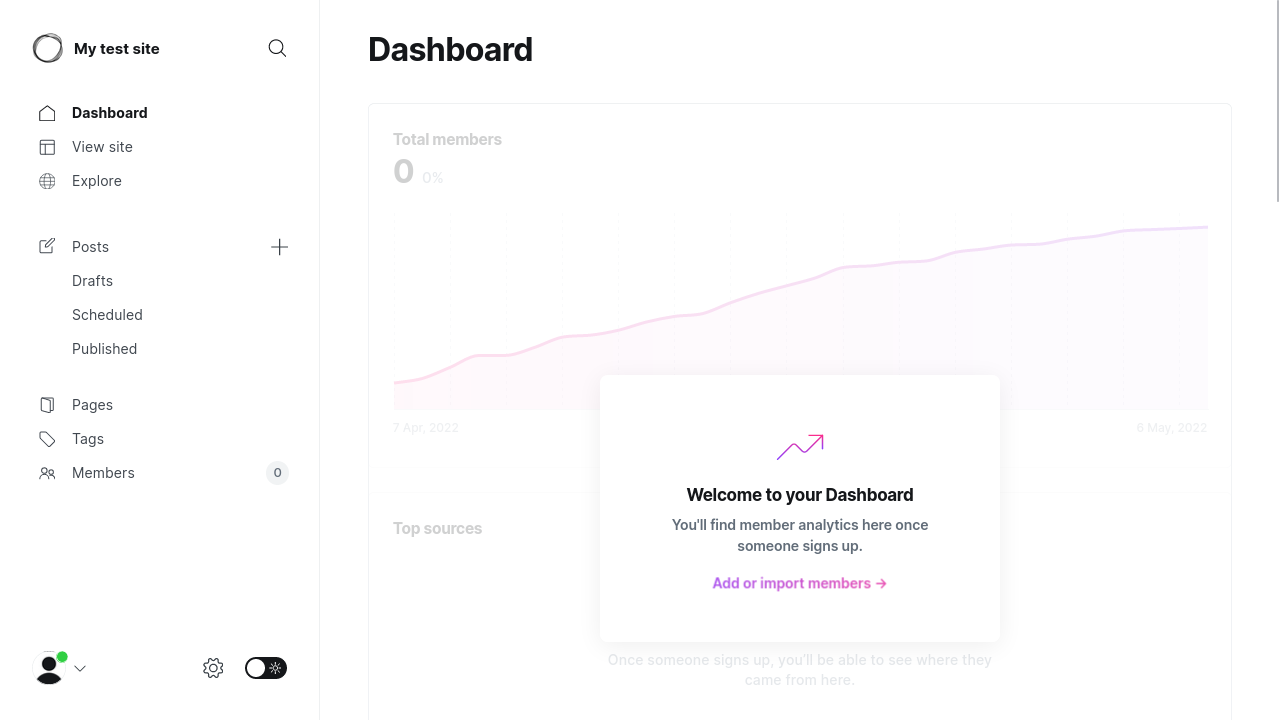 My test site
Dashboard
View site
Explore
Posts
Drafts
Scheduled
Published
Pages
Tags
Members
0
Dashboard
Total members
0 0%
7 Apr, 2022
6 May, 2022
Top sources
Welcome to your Dashboard
You'll find member analytics here once
someone signs up.
Add or import members →
Once someone signs up, you'll be able to see where they
came from here.